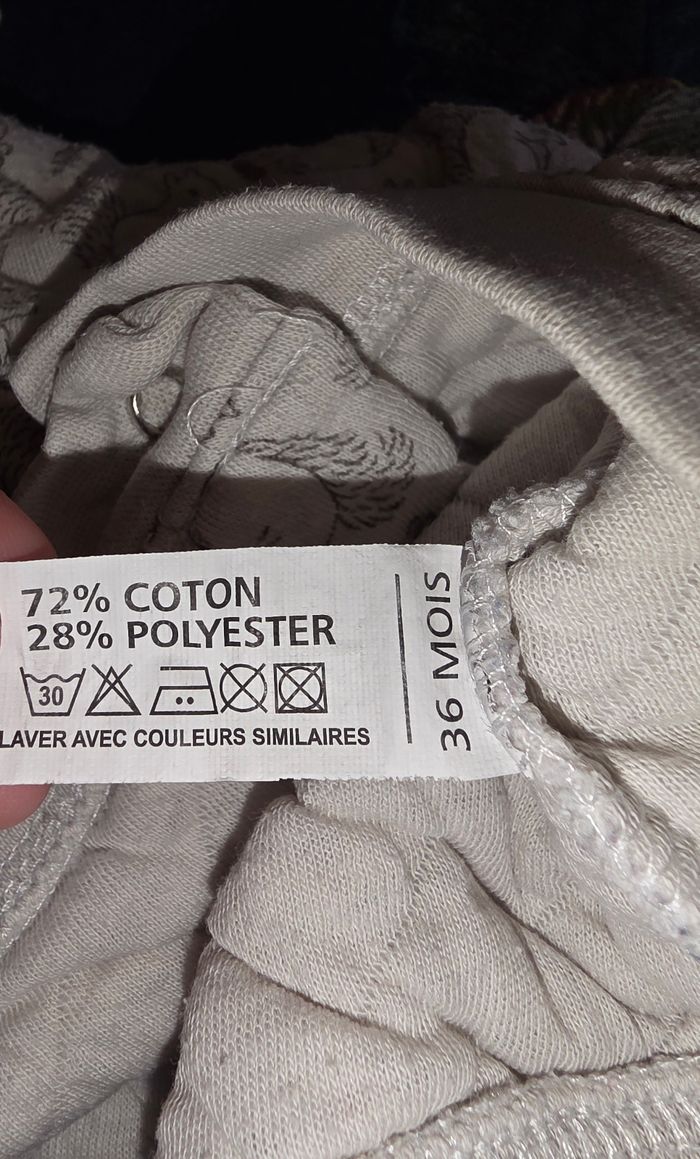 72% COTON
28% POLYESTER
30
LAVER AVEC COULEURS SIMILAIRES
36 MOIS